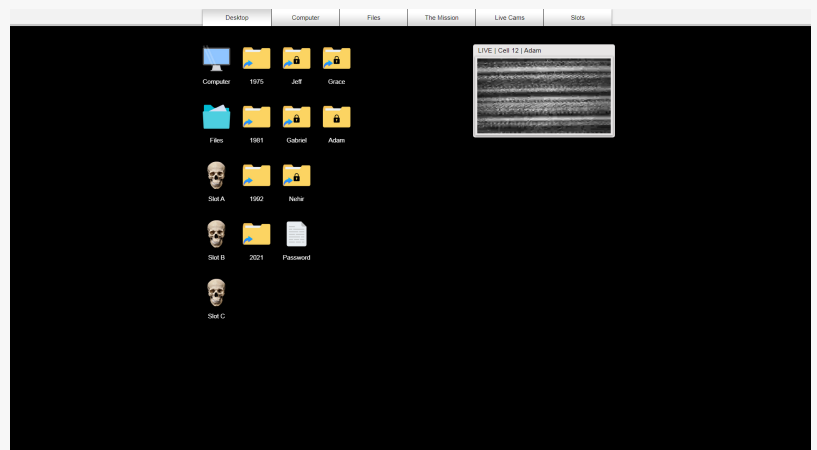 Desktop Computer Files The Mission Live Cams Slots
LIVE | Cell 12 | Adam
Computer 1975 Jeff Grace
Files 1981 Gabriel Adam
Slot A 1992 Nehir
Slot B 2021 Password
Slot C